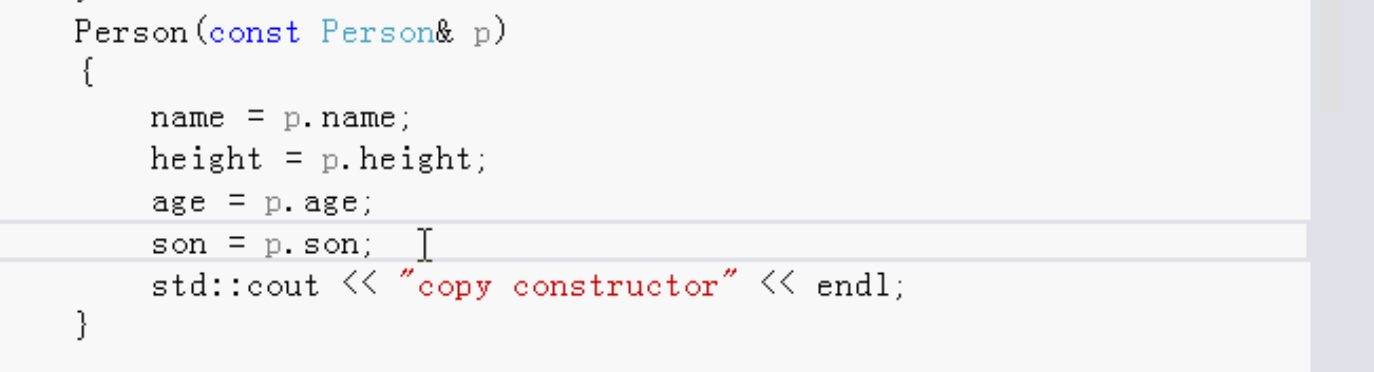 Person(const Person& p)
{
name = p.name;
height = p.height;
age = p.age;
son = p.son;
std::cout << "copy constructor" << endl;
}